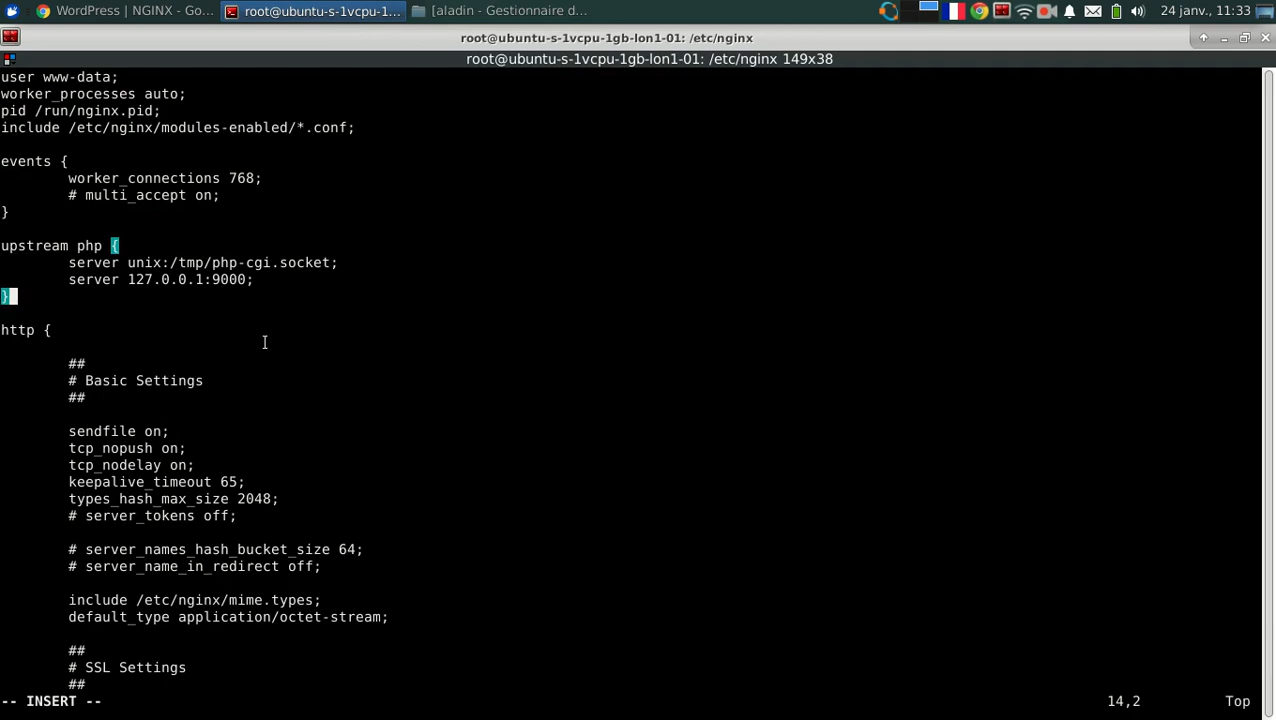 WordPress | NGINX - Go...
root@ubuntu-s-1vcpu-1...
[aladin - Gestionnaire d...
24 janv., 11:33
root@ubuntu-s-1vcpu-1gb-lon1-01: /etc/nginx
root@ubuntu-s-1vcpu-1gb-lon1-01: /etc/nginx 149x38
user www-data;
worker_processes auto;
pid /run/nginx.pid;
include /etc/nginx/modules-enabled/*.conf;
events {
worker_connections 768;
# multi_accept on;
}
upstream php {
server unix:/tmp/php-cgi.socket;
server 127.0.0.1:9000;
}
http {
##
# Basic Settings
##
sendfile on;
tcp_nopush on;
tcp_nodelay on;
keepalive_timeout 65;
types_hash_max_size 2048;
# server_tokens off;
# server_names_hash_bucket_size 64;
# server_name_in_redirect off;
include /etc/nginx/mime.types;
default_type application/octet-stream;
##
# SSL Settings
##
-- INSERT --
14,2
Top